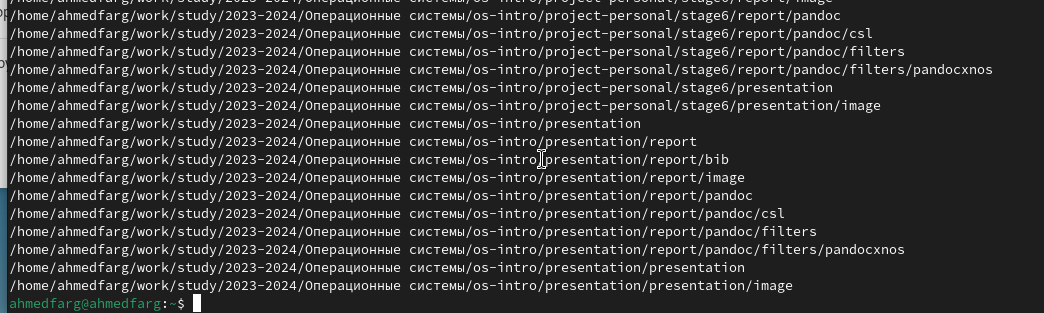 /home/ahmedfarg/work/study/2023-2024/Операционные системы/os-intro/project-personal/stage6/report/image
/home/ahmedfarg/work/study/2023-2024/Операционные системы/os-intro/project-personal/stage6/report/pandoc
/home/ahmedfarg/work/study/2023-2024/Операционные системы/os-intro/project-personal/stage6/report/pandoc/csl
/home/ahmedfarg/work/study/2023-2024/Операционные системы/os-intro/project-personal/stage6/report/pandoc/filters
/home/ahmedfarg/work/study/2023-2024/Операционные системы/os-intro/project-personal/stage6/report/pandoc/filters/pandocxnos
/home/ahmedfarg/work/study/2023-2024/Операционные системы/os-intro/project-personal/stage6/presentation
/home/ahmedfarg/work/study/2023-2024/Операционные системы/os-intro/project-personal/stage6/presentation/image
/home/ahmedfarg/work/study/2023-2024/Операционные системы/os-intro/presentation
/home/ahmedfarg/work/study/2023-2024/Операционные системы/os-intro/presentation/report
/home/ahmedfarg/work/study/2023-2024/Операционные системы/os-intro/presentation/report/bib
/home/ahmedfarg/work/study/2023-2024/Операционные системы/os-intro/presentation/report/image
/home/ahmedfarg/work/study/2023-2024/Операционные системы/os-intro/presentation/report/pandoc
/home/ahmedfarg/work/study/2023-2024/Операционные системы/os-intro/presentation/report/pandoc/csl
/home/ahmedfarg/work/study/2023-2024/Операционные системы/os-intro/presentation/report/pandoc/filters
/home/ahmedfarg/work/study/2023-2024/Операционные системы/os-intro/presentation/report/pandoc/filters/pandocxnos
/home/ahmedfarg/work/study/2023-2024/Операционные системы/os-intro/presentation/presentation
/home/ahmedfarg/work/study/2023-2024/Операционные системы/os-intro/presentation/presentation/image
ahmedfarg@ahmedfarg:~$